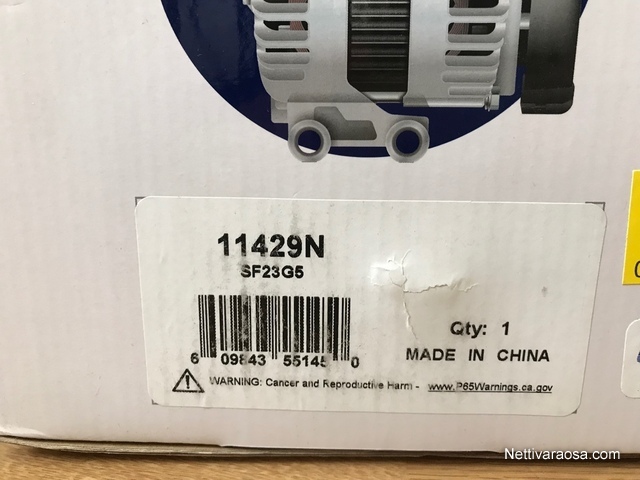 11429N
SF23G5
6 09843 55145 0
Qty: 1
MADE IN CHINA
WARNING: Cancer and Reproductive Harm - www.P65Warnings.ca.gov
Nettivaraosa.com